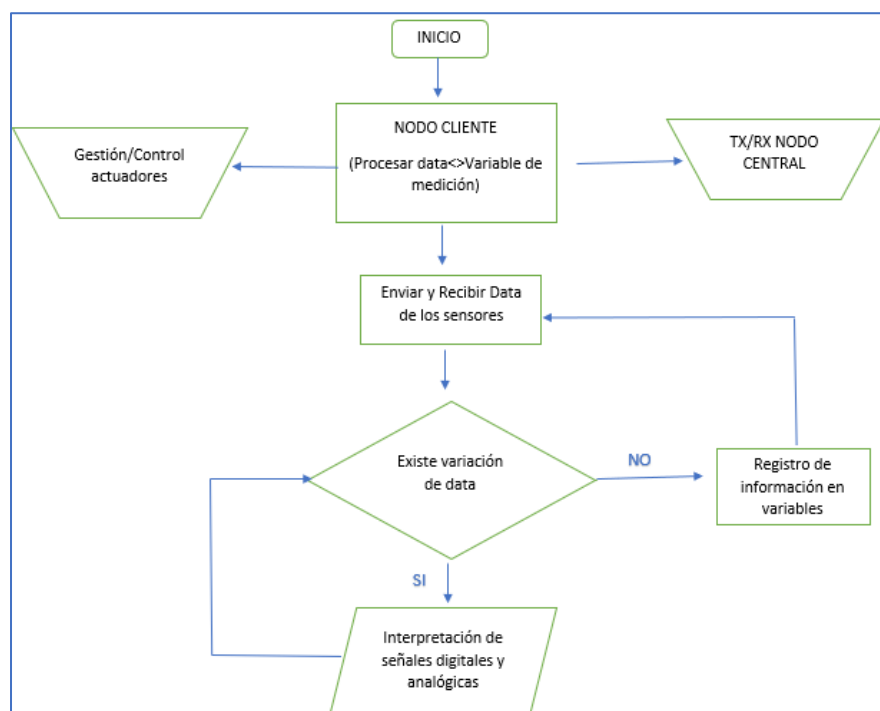 INICIO
NODO CLIENTE
(Procesar data<>Variable de
medición)
Gestión/Control
actuadores
TX/RX NODO
CENTRAL
Enviar y Recibir Data
de los sensores
Existe variación
de data
NO
Registro de
información en
variables
SI
Interpretación de
señales digitales y
analógicas